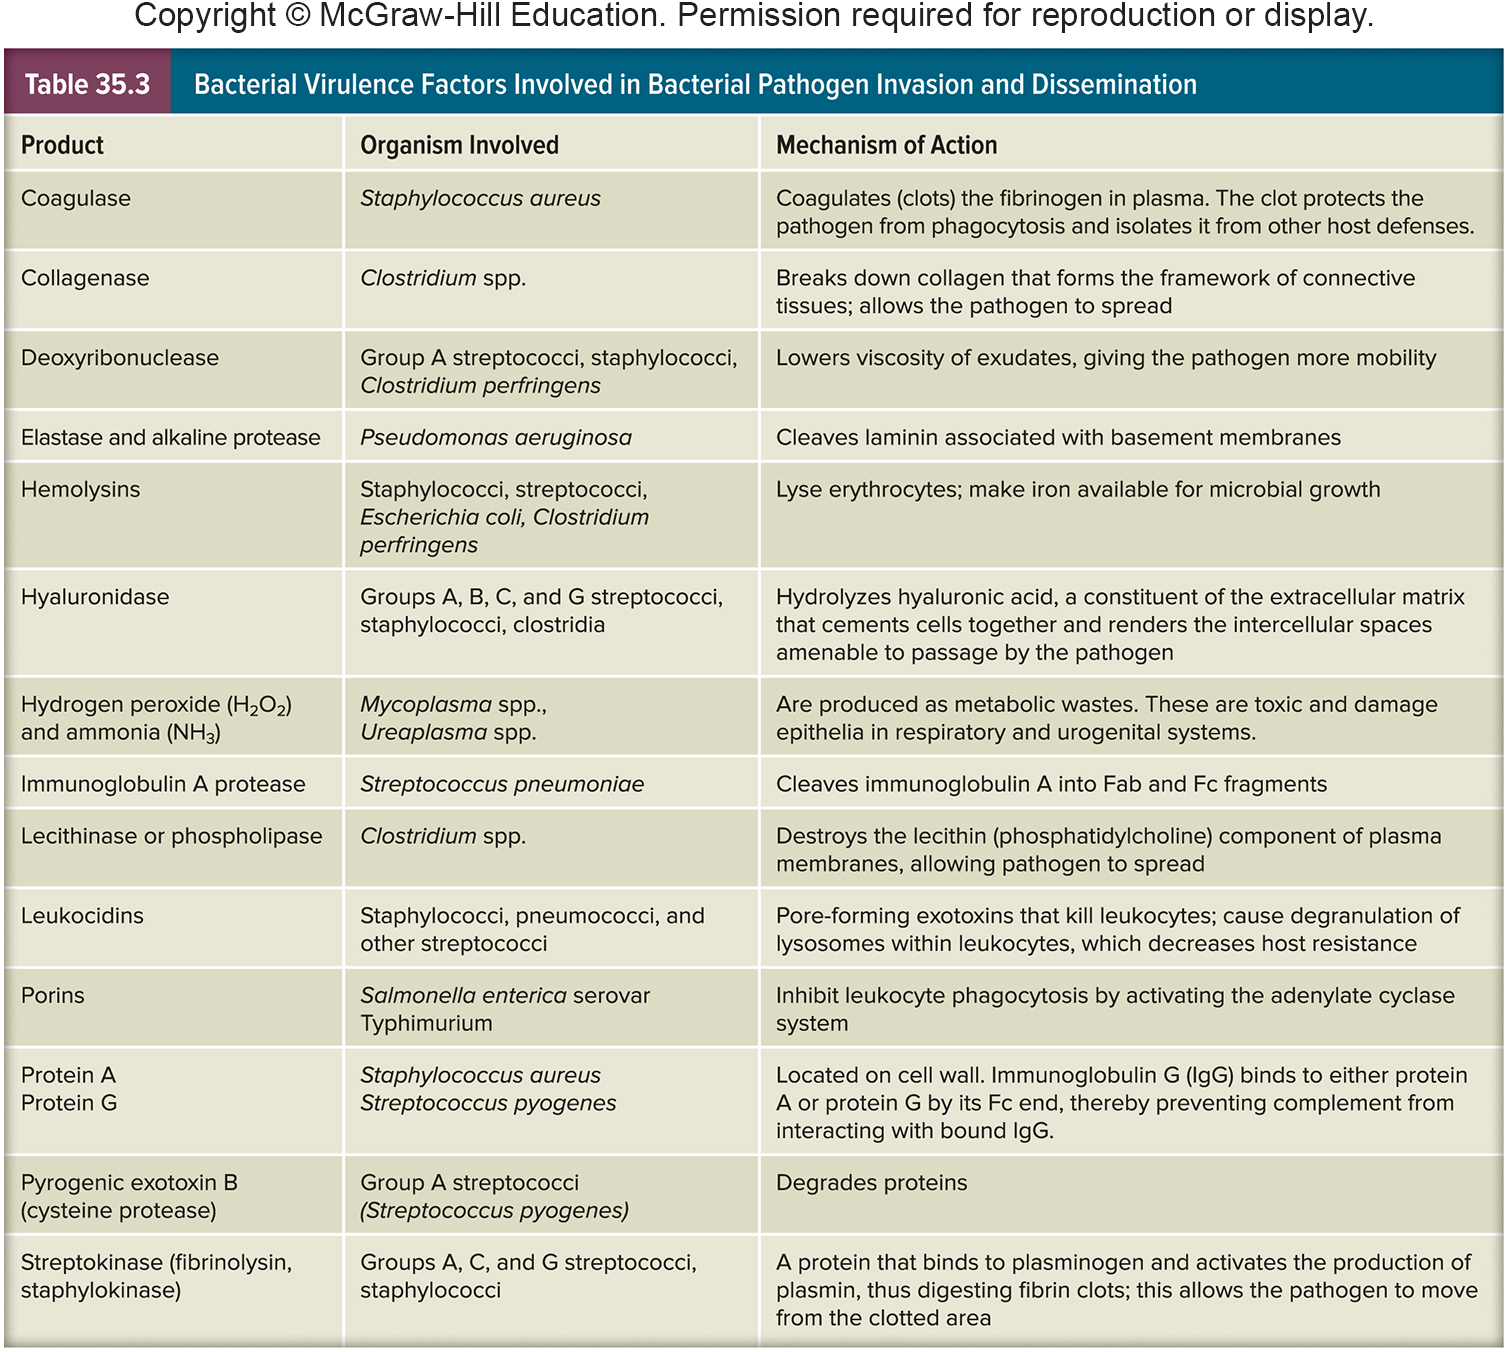 Copyright © McGraw-Hill Education. Permission required for reproduction or display.
Table 35.3 Bacterial Virulence Factors Involved in Bacterial Pathogen Invasion and Dissemination
Product Organism Involved Mechanism of Action
Coagulase Staphylococcus aureus Coagulates (clots) the fibrinogen in plasma. The clot protects the
pathogen from phagocytosis and isolates it from other host defenses.
Collagenase Clostridium spp. Breaks down collagen that forms the framework of connective
tissues; allows the pathogen to spread
Deoxyribonuclease Group A streptococci, staphylococci, Lowers viscosity of exudates, giving the pathogen more mobility
Clostridium perfringens
Elastase and alkaline protease Pseudomonas aeruginosa Cleaves laminin associated with basement membranes
Hemolysins Staphylococci, streptococci, Lyse erythrocytes; make iron available for microbial growth
Escherichia coli, Clostridium
perfringens
Hyaluronidase Groups A, B, C, and G streptococci, Hydrolyzes hyaluronic acid, a constituent of the extracellular matrix
staphylococci, clostridia that cements cells together and renders the intercellular spaces
amenable to passage by the pathogen
Hydrogen peroxide (H₂O₂) Mycoplasma spp., Are produced as metabolic wastes. These are toxic and damage
and ammonia (NH₃) Ureaplasma spp. epithelia in respiratory and urogenital systems.
Immunoglobulin A protease Streptococcus pneumoniae Cleaves immunoglobulin A into Fab and Fc fragments
Lecithinase or phospholipase Clostridium spp. Destroys the lecithin (phosphatidylcholine) component of plasma
membranes, allowing pathogen to spread
Leukocidins Staphylococci, pneumococci, and Pore-forming exotoxins that kill leukocytes; cause degranulation of
other streptococci lysosomes within leukocytes, which decreases host resistance
Porins Salmonella enterica serovar Inhibit leukocyte phagocytosis by activating the adenylate cyclase
Typhimurium system
Protein A Staphylococcus aureus Located on cell wall. Immunoglobulin G (IgG) binds to either protein
Protein G Streptococcus pyogenes A or protein G by its Fc end, thereby preventing complement from
interacting with bound IgG.
Pyrogenic exotoxin B Group A streptococci Degrades proteins
(cysteine protease) (Streptococcus pyogenes)
Streptokinase (fibrinolysin, Groups A, C, and G streptococci, A protein that binds to plasminogen and activates the production of
staphylokinase) staphylococci plasmin, thus digesting fibrin clots; this allows the pathogen to move
from the clotted area